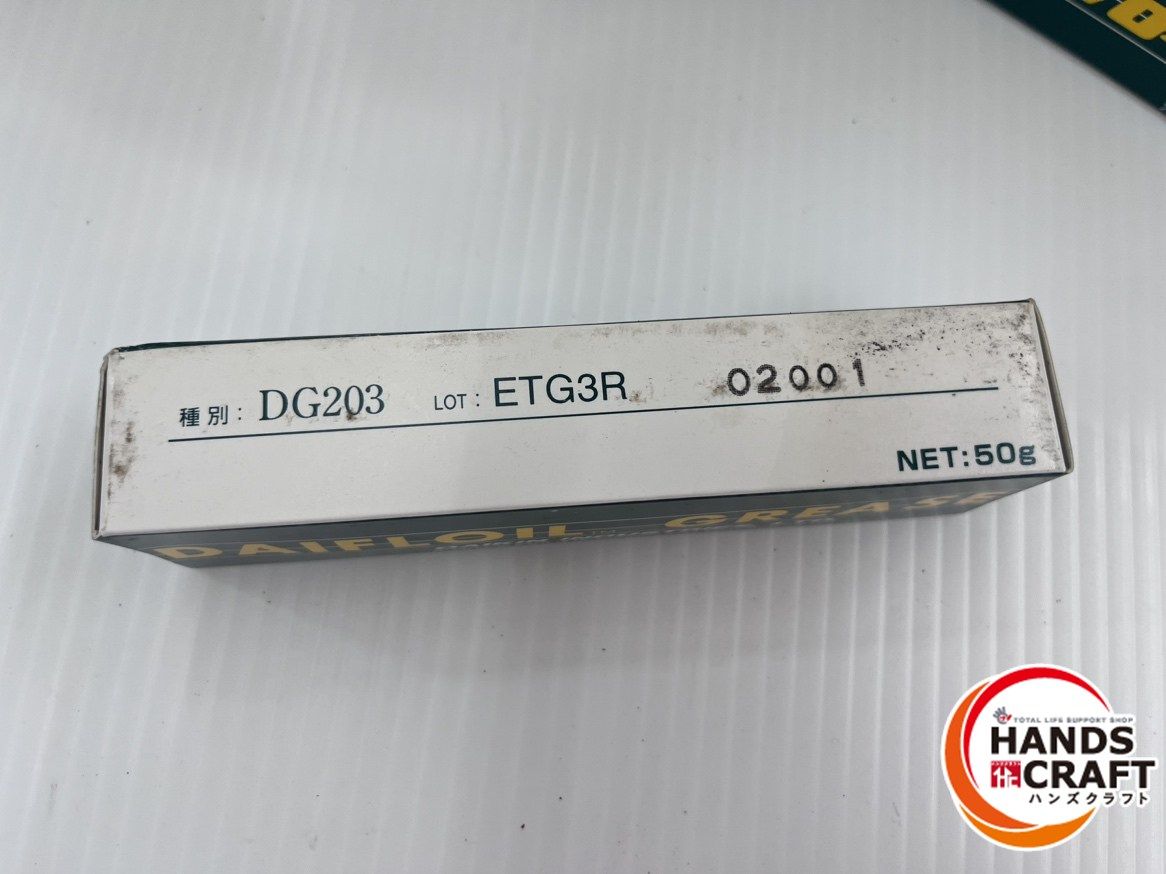 種別: DG203 LOT: ETG3R 02001
NET:50g
DAIFLOIL GREASE
TOTAL LIFE SUPPORT SHOP
HANDS
CRAFT
ハンズクラフト